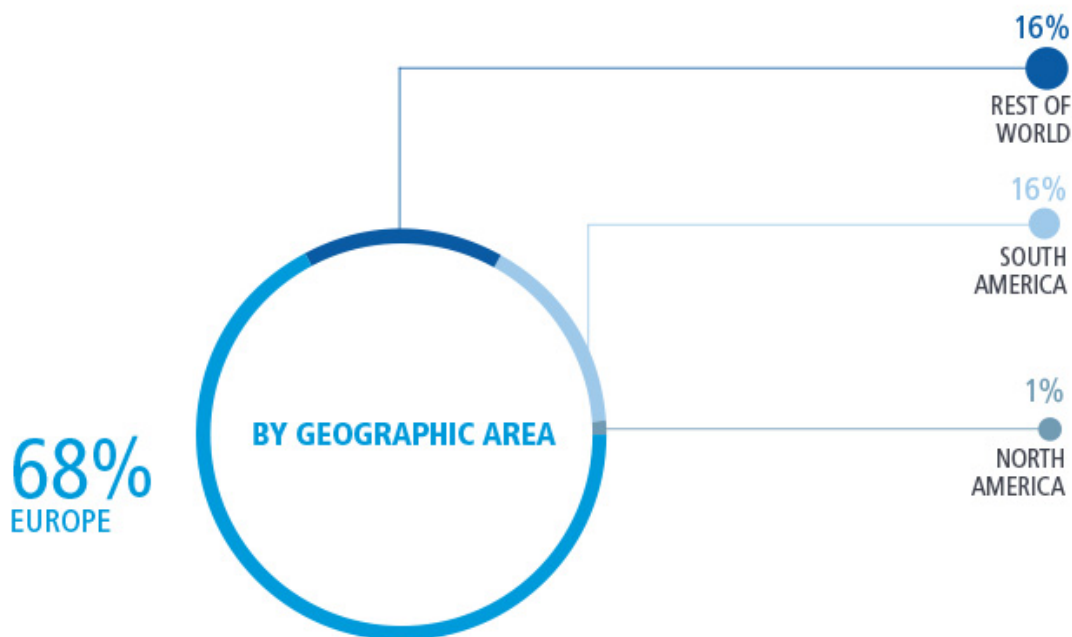 16%
REST OF
WORLD
16%
SOUTH
AMERICA
1%
NORTH
AMERICA
BY GEOGRAPHIC AREA
68%
EUROPE